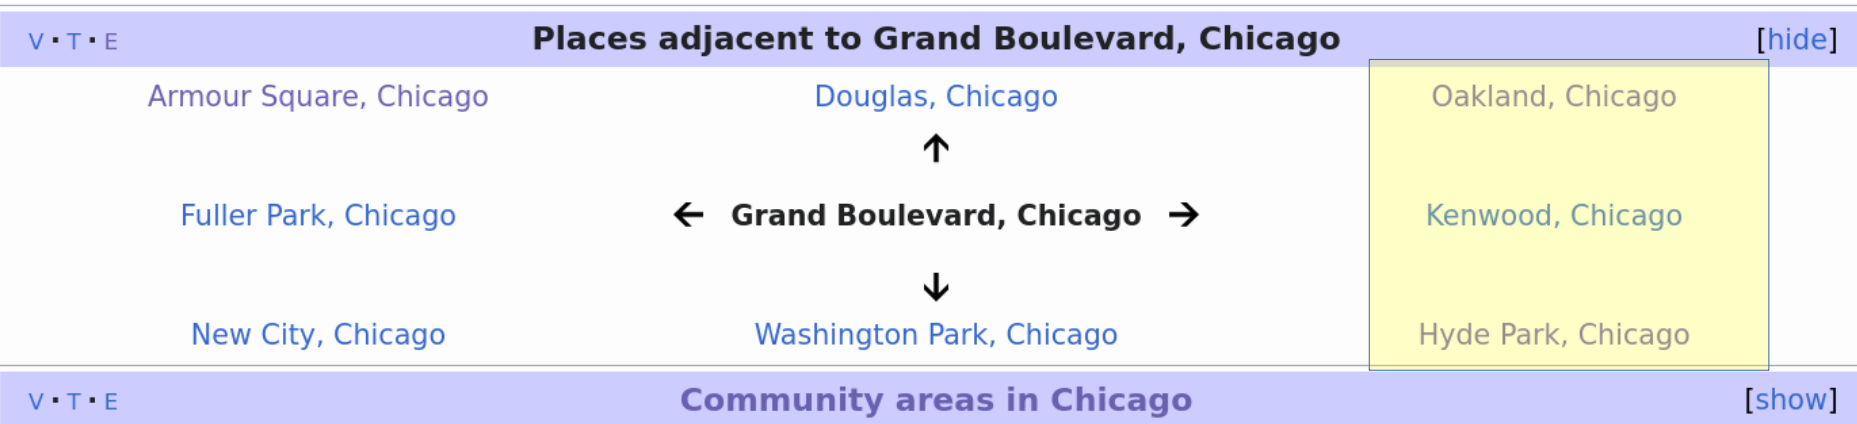 V · T · E Places adjacent to Grand Boulevard, Chicago [hide]
Armour Square, Chicago Douglas, Chicago Oakland, Chicago
↑
Fuller Park, Chicago ← Grand Boulevard, Chicago → Kenwood, Chicago
↓
New City, Chicago Washington Park, Chicago Hyde Park, Chicago
V · T · E Community areas in Chicago [show]